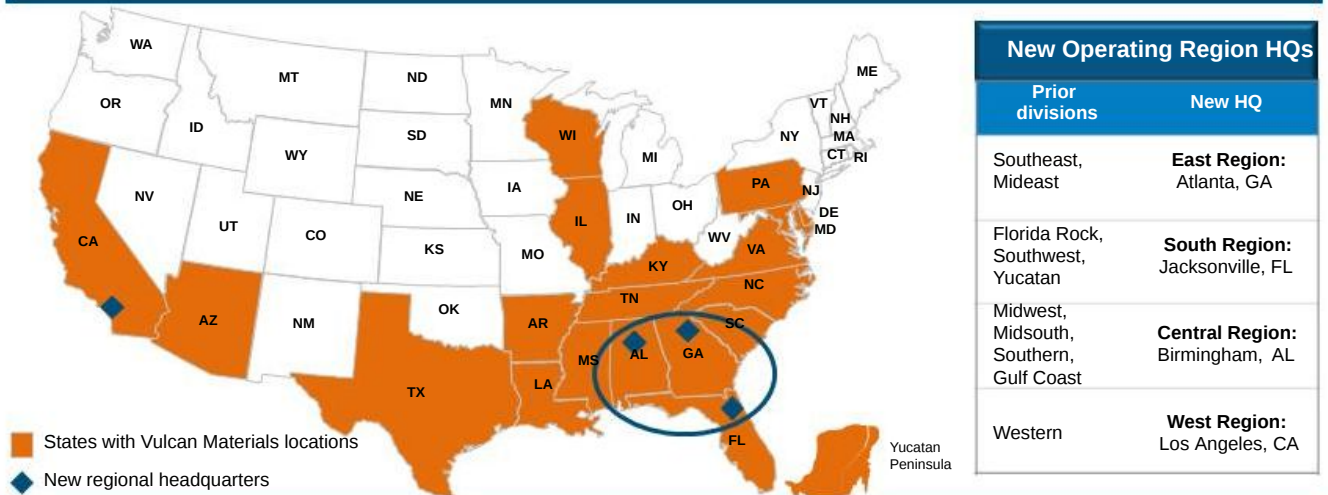 WA
MT
ND
MN
ME
OR
ID
SD
WI
VT
NH
NY
MA
CT RI
WY
MI
NV
NE
IA
PA
NJ
UT
CO
IL
IN
OH
DE
MD
CA
KS
MO
WV
VA
KY
NC
AZ
NM
OK
TN
AR
SC
MS
AL
GA
TX
LA
FL
States with Vulcan Materials locations
New regional headquarters
Yucatan
Peninsula
New Operating Region HQs
Prior
divisions
New HQ
Southeast,
Mideast
East Region:
Atlanta, GA
Florida Rock,
Southwest,
Yucatan
South Region:
Jacksonville, FL
Midwest,
Midsouth,
Southern,
Gulf Coast
Central Region:
Birmingham, AL
Western
West Region:
Los Angeles, CA